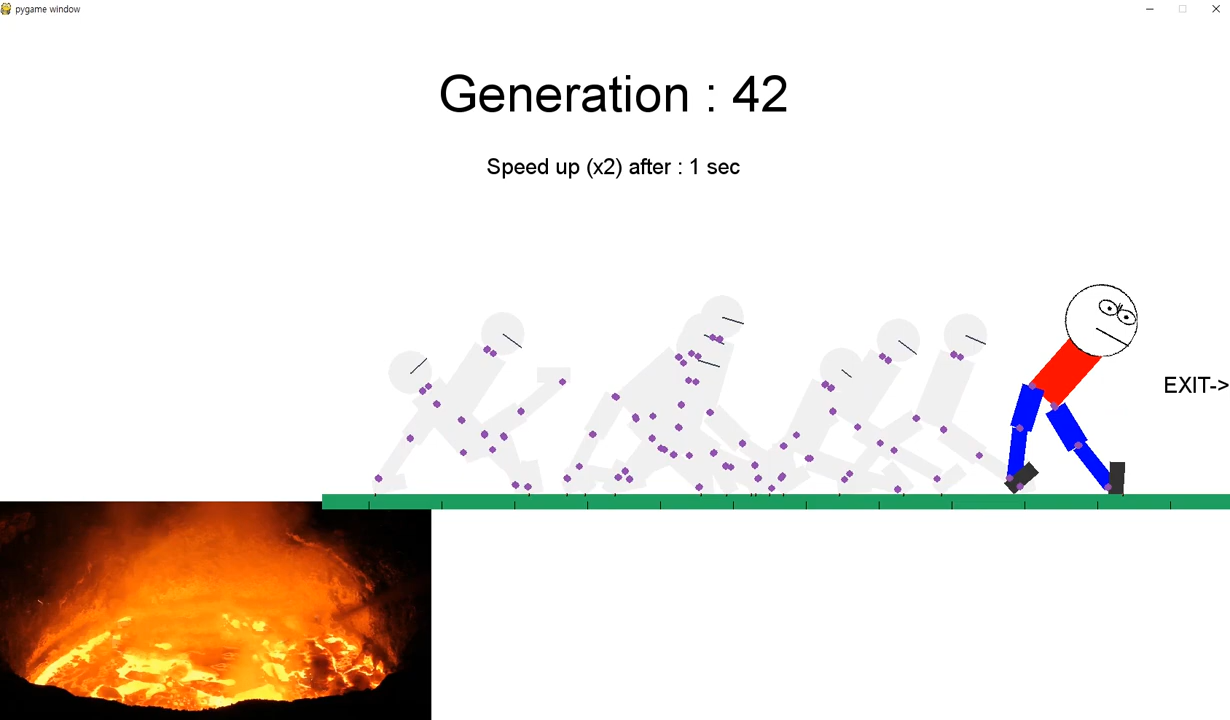 pygame window
Generation : 42
Speed up (x2) after : 1 sec
EXIT->